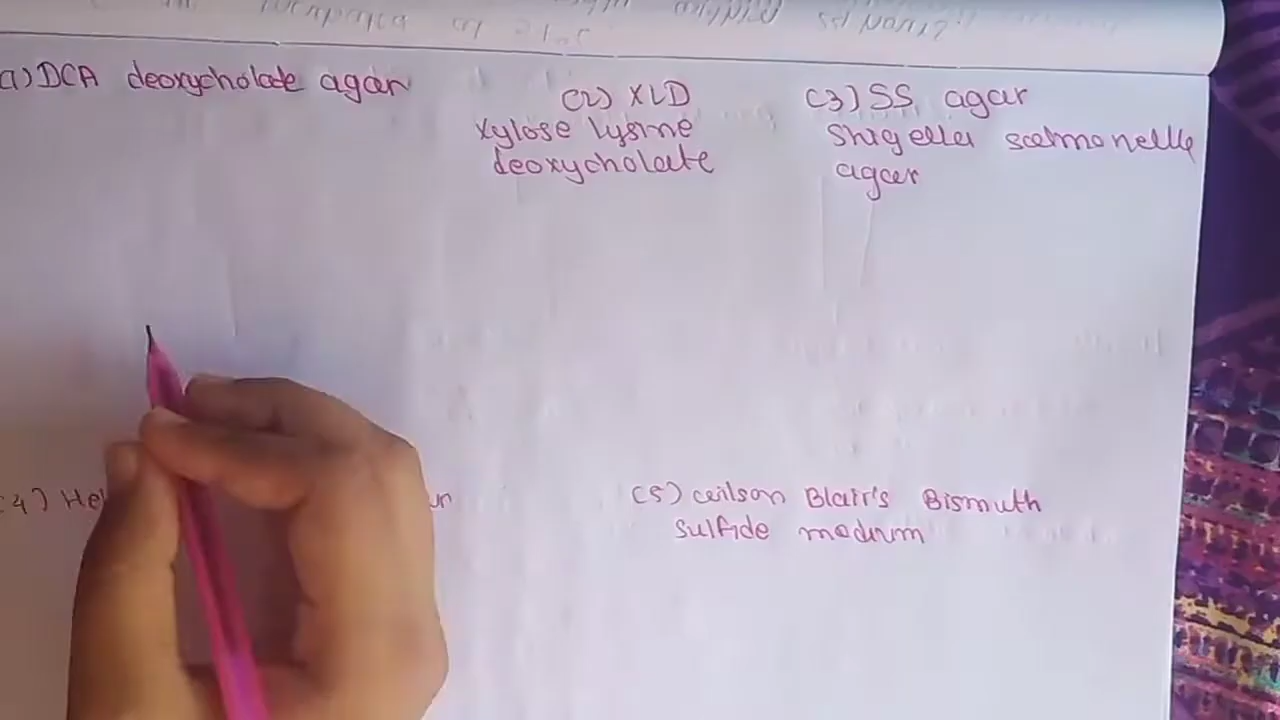 1) DCA deoxycholate agar
(2) XLD
Xylose lysine
deoxycholate
(3) SS agar
Shigella salmonella
agar
(4) He
(5) wilson Blair's Bismuth
sulfide medium